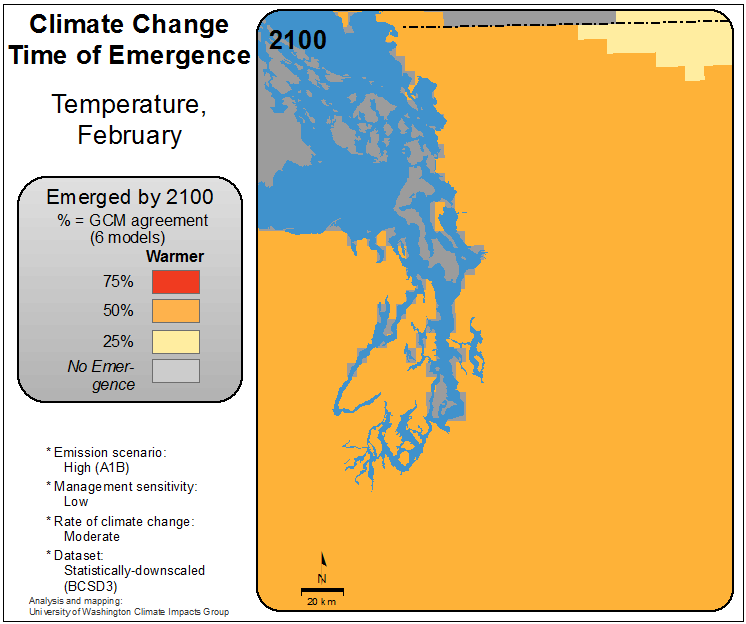 Climate Change
Time of Emergence
Temperature,
February
Emerged by 2100
% = GCM agreement
(6 models)
Warmer
75%
50%
25%
No Emer-
gence
* Emission scenario:
High (A1B)
* Management sensitivity:
Low
* Rate of climate change:
Moderate
* Dataset:
Statistically-downscaled
(BCSD3)
Analysis and mapping:
University of Washington Climate Impacts Group
2100
N
20 km